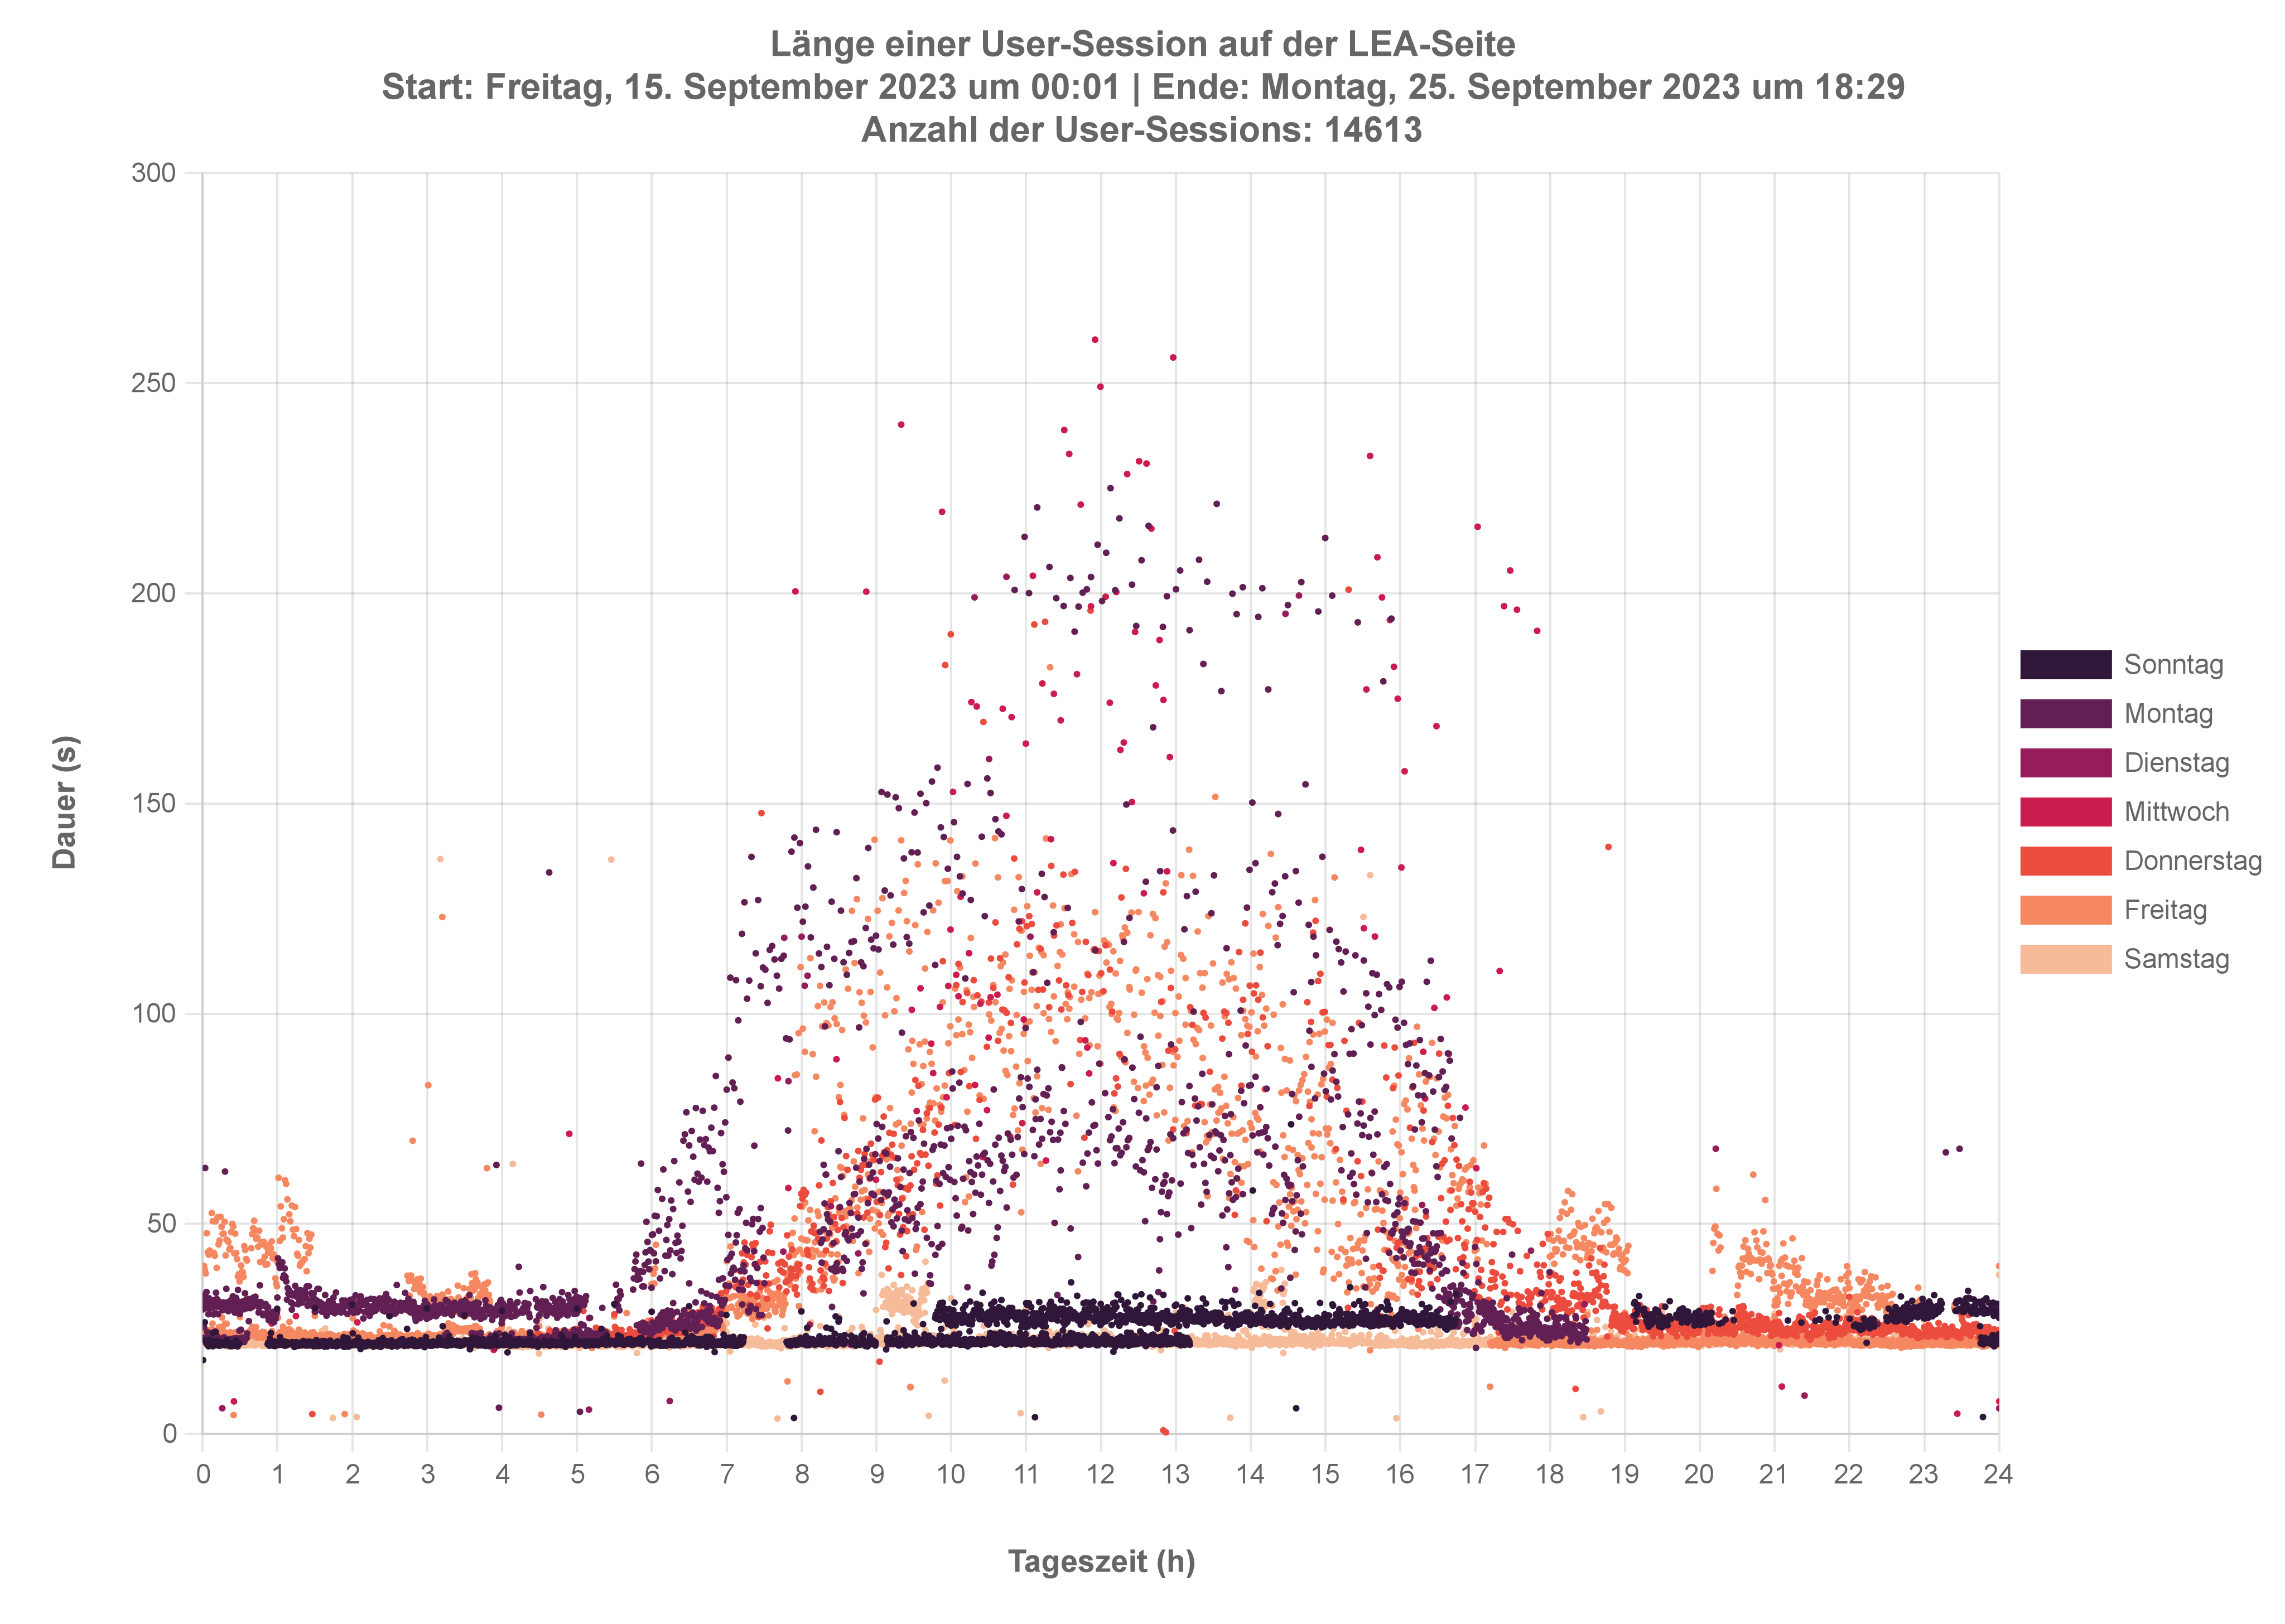 Länge einer User-Session auf der LEA-Seite
Start: Freitag, 15. September 2023 um 00:01 | Ende: Montag, 25. September 2023 um 18:29
Anzahl der User-Sessions: 14613
300
250
200
150
100
50
0
Dauer (s)
0 1 2 3 4 5 6 7 8 9 10 11 12 13 14 15 16 17 18 19 20 21 22 23 24
Tageszeit (h)
Sonntag
Montag
Dienstag
Mittwoch
Donnerstag
Freitag
Samstag